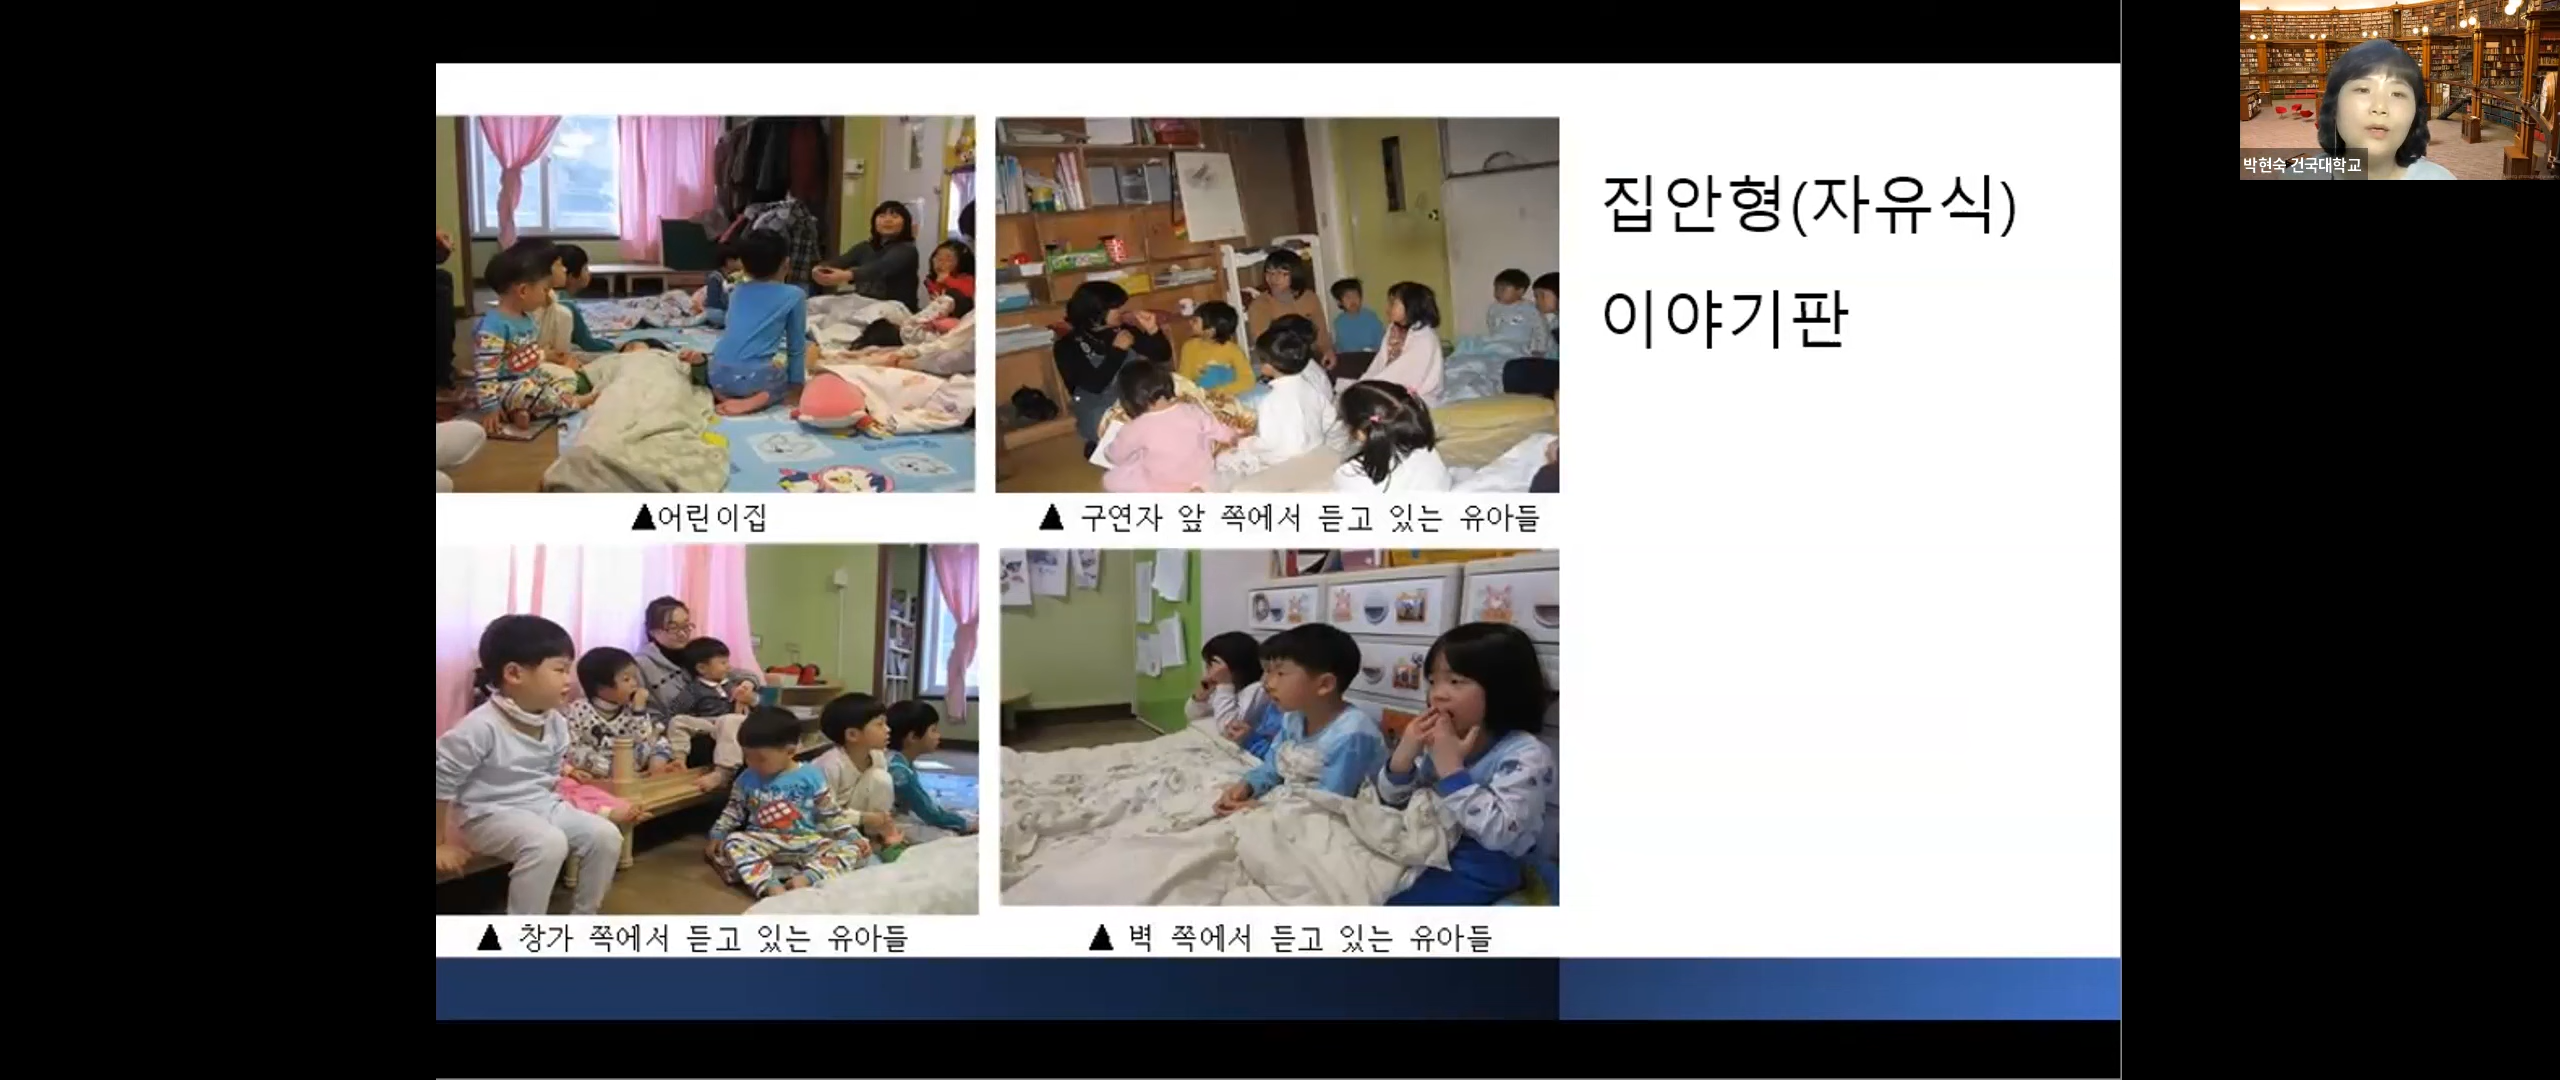 집안형(자유식)
이야기판
▲어린이집
▲ 구연자 앞 쪽에서 듣고 있는 유아들
▲ 창가 쪽에서 듣고 있는 유아들
▲ 벽 쪽에서 듣고 있는 유아들
박현숙 건국대학교